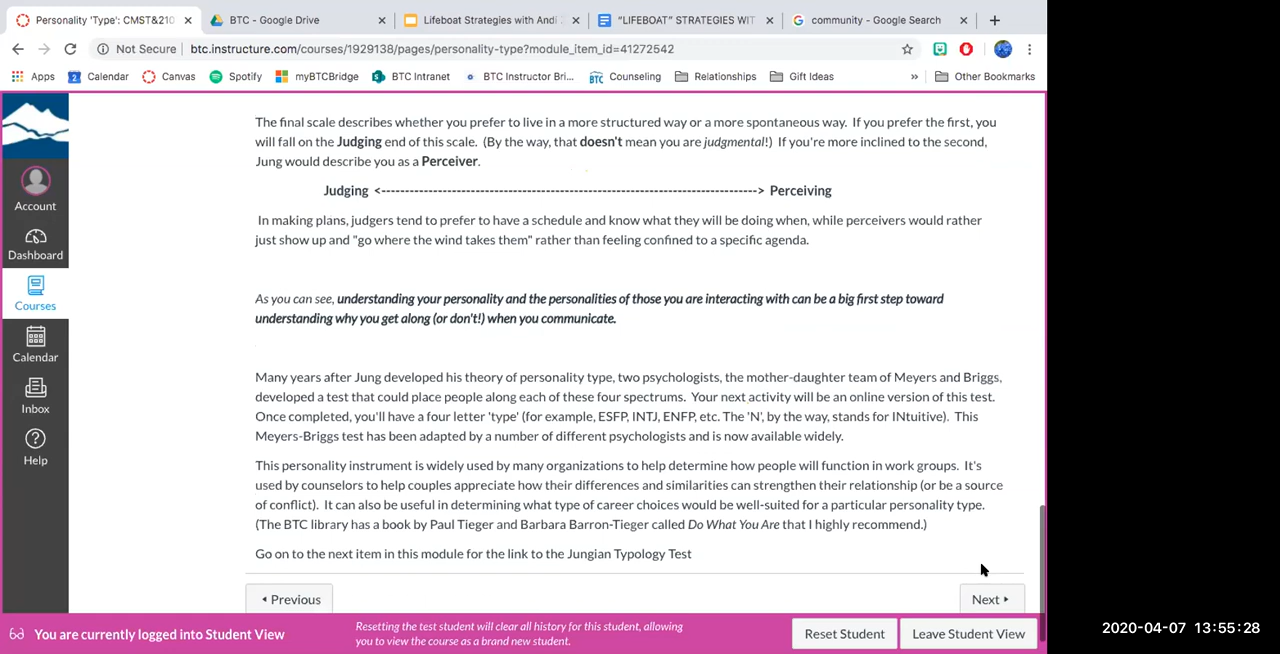 Personality 'Type': CMST&210
BTC - Google Drive
Lifeboat Strategies with Andi
"LIFEBOAT" STRATEGIES WIT
community - Google Search
Not Secure | btc.instructure.com/courses/1929138/pages/personality-type?module_item_id=41272542
Apps
Calendar
Canvas
Spotify
myBTCBridge
BTC Intranet
BTC Instructor Bri...
Counseling
Relationships
Gift Ideas
»
Other Bookmarks
The final scale describes whether you prefer to live in a more structured way or a more spontaneous way. If you prefer the first, you
will fall on the Judging end of this scale. (By the way, that doesn't mean you are judgmental!) If you're more inclined to the second,
Jung would describe you as a Perceiver.
Judging <----------------------------------------------------------------> Perceiving
In making plans, judgers tend to prefer to have a schedule and know what they will be doing when, while perceivers would rather
just show up and "go where the wind takes them" rather than feeling confined to a specific agenda.
As you can see, understanding your personality and the personalities of those you are interacting with can be a big first step toward
understanding why you get along (or don't!) when you communicate.
Many years after Jung developed his theory of personality type, two psychologists, the mother-daughter team of Meyers and Briggs,
developed a test that could place people along each of these four spectrums. Your next activity will be an online version of this test.
Once completed, you'll have a four letter 'type' (for example, ESFP, INTJ, ENFP, etc. The 'N', by the way, stands for INtuitive). This
Meyers-Briggs test has been adapted by a number of different psychologists and is now available widely.
This personality instrument is widely used by many organizations to help determine how people will function in work groups. It's
used by counselors to help couples appreciate how their differences and similarities can strengthen their relationship (or be a source
of conflict). It can also be useful in determining what type of career choices would be well-suited for a particular personality type.
(The BTC library has a book by Paul Tieger and Barbara Barron-Tieger called Do What You Are that I highly recommend.)
Go on to the next item in this module for the link to the Jungian Typology Test
Previous
Next
Account
Dashboard
Courses
Calendar
Inbox
Help
You are currently logged into Student View
Resetting the test student will clear all history for this student, allowing
you to view the course as a brand new student.
Reset Student
Leave Student View
2020-04-07 13:55:28